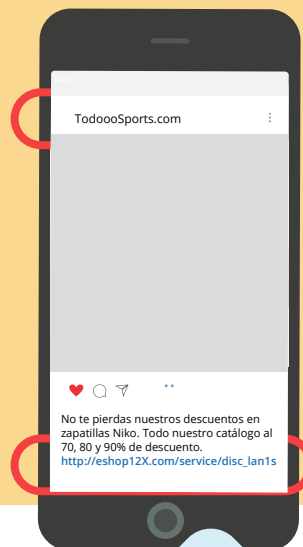 TodoooSports.com
No te pierdas nuestros descuentos en
zapatillas Niko. Todo nuestro catálogo al
70, 80 y 90% de descuento.
http://eshop12X.com/service/disc_lan1s